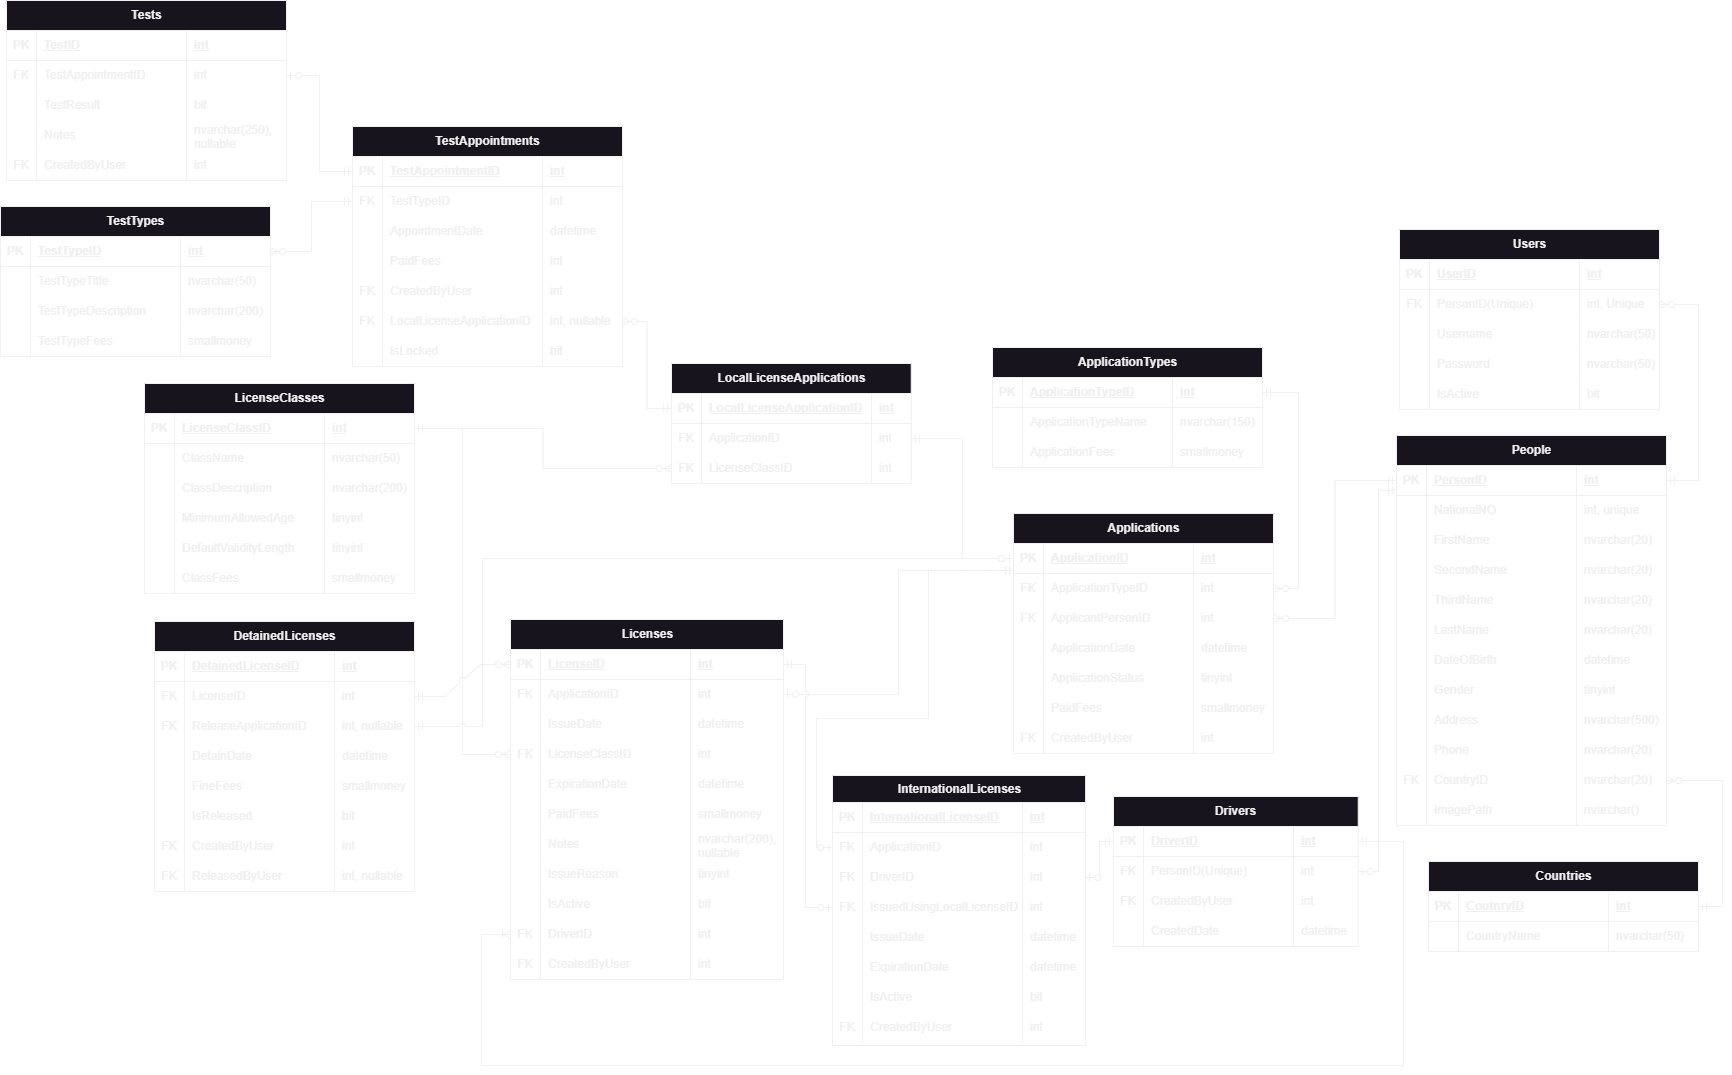 Tests
PK TestID int
FK TestAppointmentID int
TestResult bit
Notes nvarchar(250),
nullable
FK CreatedByUser int
TestAppointments
PK TestAppointmentID int
FK TestTypeID int
AppointmentDate datetime
PaidFees int
FK CreatedByUser int
FK LocalLicenseApplicationID int, nullable
IsLocked bit
TestTypes
PK TestTypeID int
TestTypeTitle nvarchar(50)
TestTypeDescription nvarchar(200)
TestTypeFees smallmoney
Users
PK UserID int
FK PersonID(Unique) int, Unique
Username nvarchar(50)
Password nvarchar(50)
IsActive bit
LicenseClasses
PK LicenseClassID int
ClassName nvarchar(50)
ClassDescription nvarchar(200)
MinimumAllowedAge tinyint
DefaultValidityLength tinyint
ClassFees smallmoney
LocalLicenseApplications
PK LocalLicenseApplicationID int
FK ApplicationID int
FK LicenseClassID int
ApplicationTypes
PK ApplicationTypeID int
ApplicationTypeName nvarchar(150)
ApplicationFees smallmoney
People
PK PersonID int
NationalNO int, unique
FirstName nvarchar(20)
SecondName nvarchar(20)
ThirdName nvarchar(20)
LastName nvarchar(20)
DateOfBirth datetime
Gender tinyint
Address nvarchar(500)
Phone nvarchar(20)
FK CountryID nvarchar(20)
ImagePath nvarchar()
Applications
PK ApplicationID int
FK ApplicationTypeID int
FK ApplicantPersonID int
ApplicationDate datetime
ApplicationStatus tinyint
PaidFees smallmoney
FK CreatedByUser int
DetainedLicenses
PK DetainedLicenseID int
FK LicenseID int
FK ReleaseApplicationID int, nullable
DetainDate datetime
FineFees smallmoney
IsReleased bit
FK CreatedByUser int
FK ReleasedByUser int, nullable
Licenses
PK LicenseID int
FK ApplicationID int
IssueDate datetime
FK LicenseClassID int
ExpirationDate datetime
PaidFees smallmoney
Notes nvarchar(200),
nullable
IssueReason tinyint
IsActive bit
FK DriverID int
FK CreatedByUser int
InternationalLicenses
PK InternationalLicenseID int
FK ApplicationID int
FK DriverID int
FK IssuedUsingLocalLicenseID int
IssueDate datetime
ExpirationDate datetime
IsActive bit
FK CreatedByUser int
Drivers
PK DriverID int
FK PersonID(Unique) int
FK CreatedByUser int
CreatedDate datetime
Countries
PK CoutnryID int
CountryName nvarchar(50)